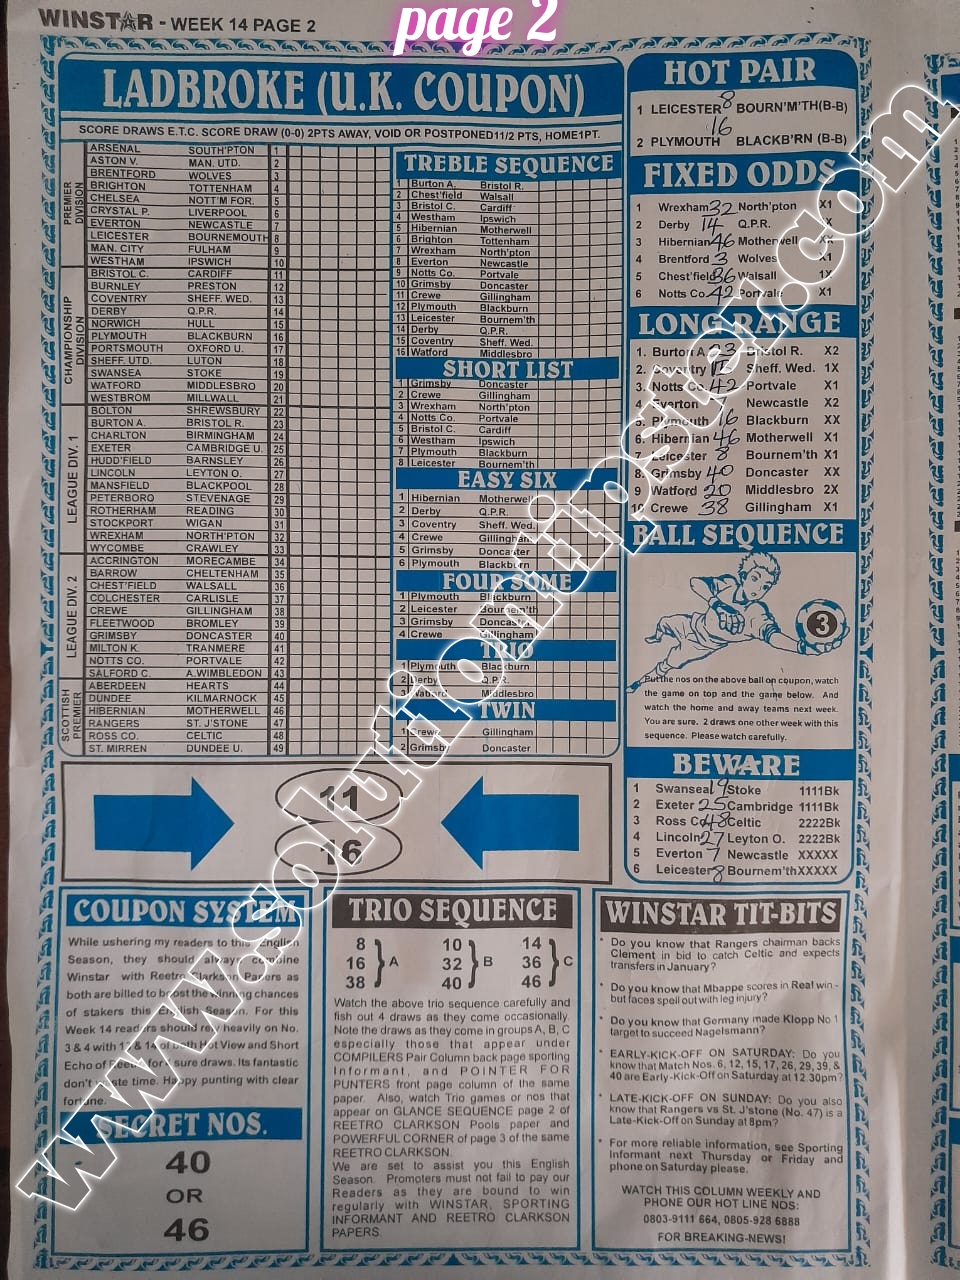 WINSTAR - WEEK 14 PAGE 2
page 2
LADBROKE (U.K. COUPON)
SCORE DRAWS E.T.C. SCORE DRAW (0-0) 2PTS AWAY, VOID OR POSTPONED11/2 PTS, HOME1PT.
PREMIER DIVISION
ARSENAL SOUTH'PTON 1
ASTON V. MAN. UTD. 2
BRENTFORD WOLVES 3
BRIGHTON TOTTENHAM 4
CHELSEA NOTT'M FOR. 5
CRYSTAL P. LIVERPOOL 6
EVERTON NEWCASTLE 7
LEICESTER BOURNEMOUTH 8
MAN. CITY FULHAM 9
WESTHAM IPSWICH 10
CHAMPIONSHIP DIVISION
BRISTOL C. CARDIFF 11
BURNLEY PRESTON 12
COVENTRY SHEFF. WED. 13
DERBY Q.P.R. 14
NORWICH HULL 15
PLYMOUTH BLACKBURN 16
PORTSMOUTH OXFORD U. 17
SHEFF. UTD. LUTON 18
SWANSEA STOKE 19
WATFORD MIDDLESBRO 20
WESTBROM MILLWALL 21
LEAGUE DIV. 1
BOLTON SHREWSBURY 22
BURTON A. BRISTOL R. 23
CHARLTON BIRMINGHAM 24
EXETER CAMBRIDGE U. 25
HUDD'FIELD BARNSLEY 26
LINCOLN LEYTON O. 27
MANSFIELD BLACKPOOL 28
PETERBORO STEVENAGE 29
ROTHERHAM READING 30
STOCKPORT WIGAN 31
WREXHAM NORTH'PTON 32
WYCOMBE CRAWLEY 33
LEAGUE DIV. 2
ACCRINGTON MORECAMBE 34
BARROW CHELTENHAM 35
CHEST'FIELD WALSALL 36
COLCHESTER CARLISLE 37
CREWE GILLINGHAM 38
FLEETWOOD BROMLEY 39
GRIMSBY DONCASTER 40
MILTON K. TRANMERE 41
NOTTS CO. PORTVALE 42
SALFORD C. A.WIMBLEDON 43
SCOTTISH PREMIER
ABERDEEN HEARTS 44
DUNDEE KILMARNOCK 45
HIBERNIAN MOTHERWELL 46
RANGERS ST. J'STONE 47
ROSS CO. CELTIC 48
ST. MIRREN DUNDEE U. 49
TREBLE SEQUENCE
1 Burton A. Bristol R.
2 Chest'field Walsall
3 Bristol C. Cardiff
4 Westham Ipswich
5 Hibernian Motherwell
6 Brighton Tottenham
7 Wrexham North'pton
8 Everton Newcastle
9 Notts Co. Portvale
10 Grimsby Doncaster
11 Crewe Gillingham
12 Plymouth Blackburn
13 Leicester Bournem'th
14 Derby Q.P.R.
15 Coventry Sheff. Wed.
16 Watford Middlesbro
SHORT LIST
1 Grimsby Doncaster
2 Crewe Gillingham
3 Wrexham North'pton
4 Notts Co. Portvale
5 Bristol C. Cardiff
6 Westham Ipswich
7 Plymouth Blackburn
8 Leicester Bournem'th
EASY SIX
1 Hibernian Motherwell
2 Derby Q.P.R.
3 Coventry Sheff. Wed.
4 Crewe Gillingham
5 Grimsby Doncaster
6 Plymouth Blackburn
FOUR SOME
1 Plymouth Blackburn
2 Leicester Bournem'th
3 Grimsby Doncaster
4 Crewe Gillingham
TRIO
1 Plymouth Blackburn
2 Derby Q.P.R.
3 Watford Middlesbro
TWIN
1 Crewe Gillingham
2 Grimsby Doncaster
HOT PAIR
1 LEICESTER 8 BOURN'M'TH(B-B)
16
2 PLYMOUTH BLACKB'RN (B-B)
FIXED ODDS
1 Wrexham 32 North'pton X1
2 Derby 14 Q.P.R. X
3 Hibernian 46 Motherwell XX
4 Brentford 3 Wolves X1
5 Chest'field 36 Walsall 1X
6 Notts Co. 42 Portvale X1
LONG RANGE
1. Burton A 23 Bristol R. X2
2. Coventry 13 Sheff. Wed. 1X
3. Notts Co. 42 Portvale X1
4. Everton 7 Newcastle X2
5. Plymouth 16 Blackburn XX
6. Hibernian 46 Motherwell X1
7. Leicester 8 Bournem'th X1
8. Grimsby 40 Doncaster XX
9 Watford 20 Middlesbro 2X
10 Crewe 38 Gillingham X1
BALL SEQUENCE
3
Put the nos on the above ball on coupon, watch
the game on top and the game below. And
watch the home and away teams next week.
You are sure. 2 draws one other week with this
sequence. Please watch carefully.
BEWARE
1 Swansea 19 Stoke 1111Bk
2 Exeter 25 Cambridge 1111Bk
3 Ross C 48 Celtic 2222Bk
4 Lincoln 27 Leyton O. 2222Bk
5 Everton 7 Newcastle XXXXX
6 Leicester 8 Bournem'th XXXXX
11
16
COUPON SYSTEM
While ushering my readers to this English
Season, they should always combine
Winstar with Reetro Clarkson Papers as
both are billed to boost the winning chances
of stakers this English Season. For this
Week 14 readers should rely heavily on No.
3 & 4 with 12 & 14 of both Hot View and Short
Echo of Reetro for 4 sure draws. Its fantastic
don't waste time. Happy punting with clear
fortune.
SECRET NOS.
40
OR
46
TRIO SEQUENCE
8 16 38 } A
10 32 40 } B
14 36 46 } C
Watch the above trio sequence carefully and
fish out 4 draws as they come occasionally.
Note the draws as they come in groups A, B, C
especially those that appear under
COMPILERS Pair Column back page sporting
Informant, and POINTER FOR
PUNTERS front page column of the same
paper. Also, watch Trio games or nos that
appear on GLANCE SEQUENCE page 2 of
REETRO CLARKSON Pools paper and
POWERFUL CORNER of page 3 of the same
REETRO CLARKSON.
We are set to assist you this English
Season. Promoters must not fail to pay our
Readers as they are bound to win
regularly with WINSTAR, SPORTING
INFORMANT AND REETRO CLARKSON
PAPERS.
WINSTAR TIT-BITS
* Do you know that Rangers chairman backs
Clement in bid to catch Celtic and expects
transfers in January?
* Do you know that Mbappe scores in Real win -
but faces spell out with leg injury?
* Do you know that Germany made Klopp No 1
target to succeed Nagelsmann?
* EARLY-KICK-OFF ON SATURDAY: Do you
know that Match Nos. 6, 12, 15, 17, 26, 29, 39, &
40 are Early-Kick-Off on Saturday at 12.30pm?
* LATE-KICK-OFF ON SUNDAY: Do you also
know that Rangers vs St. J'stone (No. 47) is a
Late-Kick-Off on Sunday at 8pm?
* For more reliable information, see Sporting
Informant next Thursday or Friday and
phone on Saturday please.
WATCH THIS COLUMN WEEKLY AND
PHONE OUR HOT LINE NOS:
0803-9111 664, 0805-928 6888
FOR BREAKING-NEWS!
www.solutiontipster.com